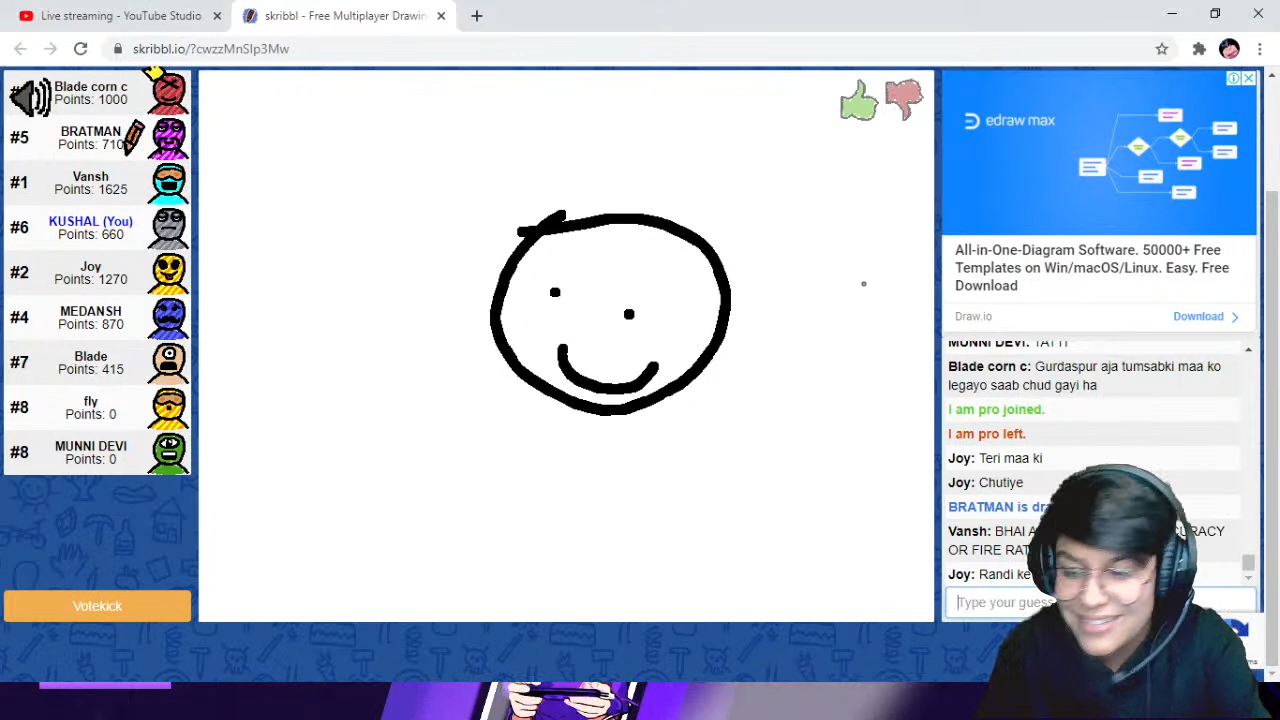 Live streaming - YouTube Studio
skribbl - Free Multiplayer Drawin
skribbl.io/?cwzzMnSlp3Mw
Blade corn c
Points: 1000
#5 BRATMAN
Points: 710
#1 Vansh
Points: 1625
#6 KUSHAL (You)
Points: 660
#2 Joy
Points: 1270
#4 MEDANSH
Points: 870
#7 Blade
Points: 415
#8 fly
Points: 0
#8 MUNNI DEVI
Points: 0
Votekick
edraw max
All-in-One-Diagram Software. 50000+ Free
Templates on Win/macOS/Linux. Easy. Free
Download
Draw.io
Download
MUNNI DEVI: TATTI
Blade corn c: Gurdaspur aja tumsabki maa ko
legayo saab chud gayi ha
I am pro joined.
I am pro left.
Joy: Teri maa ki
Joy: Chutiye
BRATMAN is
Vansh: BHAI
OR FIRE
Joy: Randi ke
Type your guess